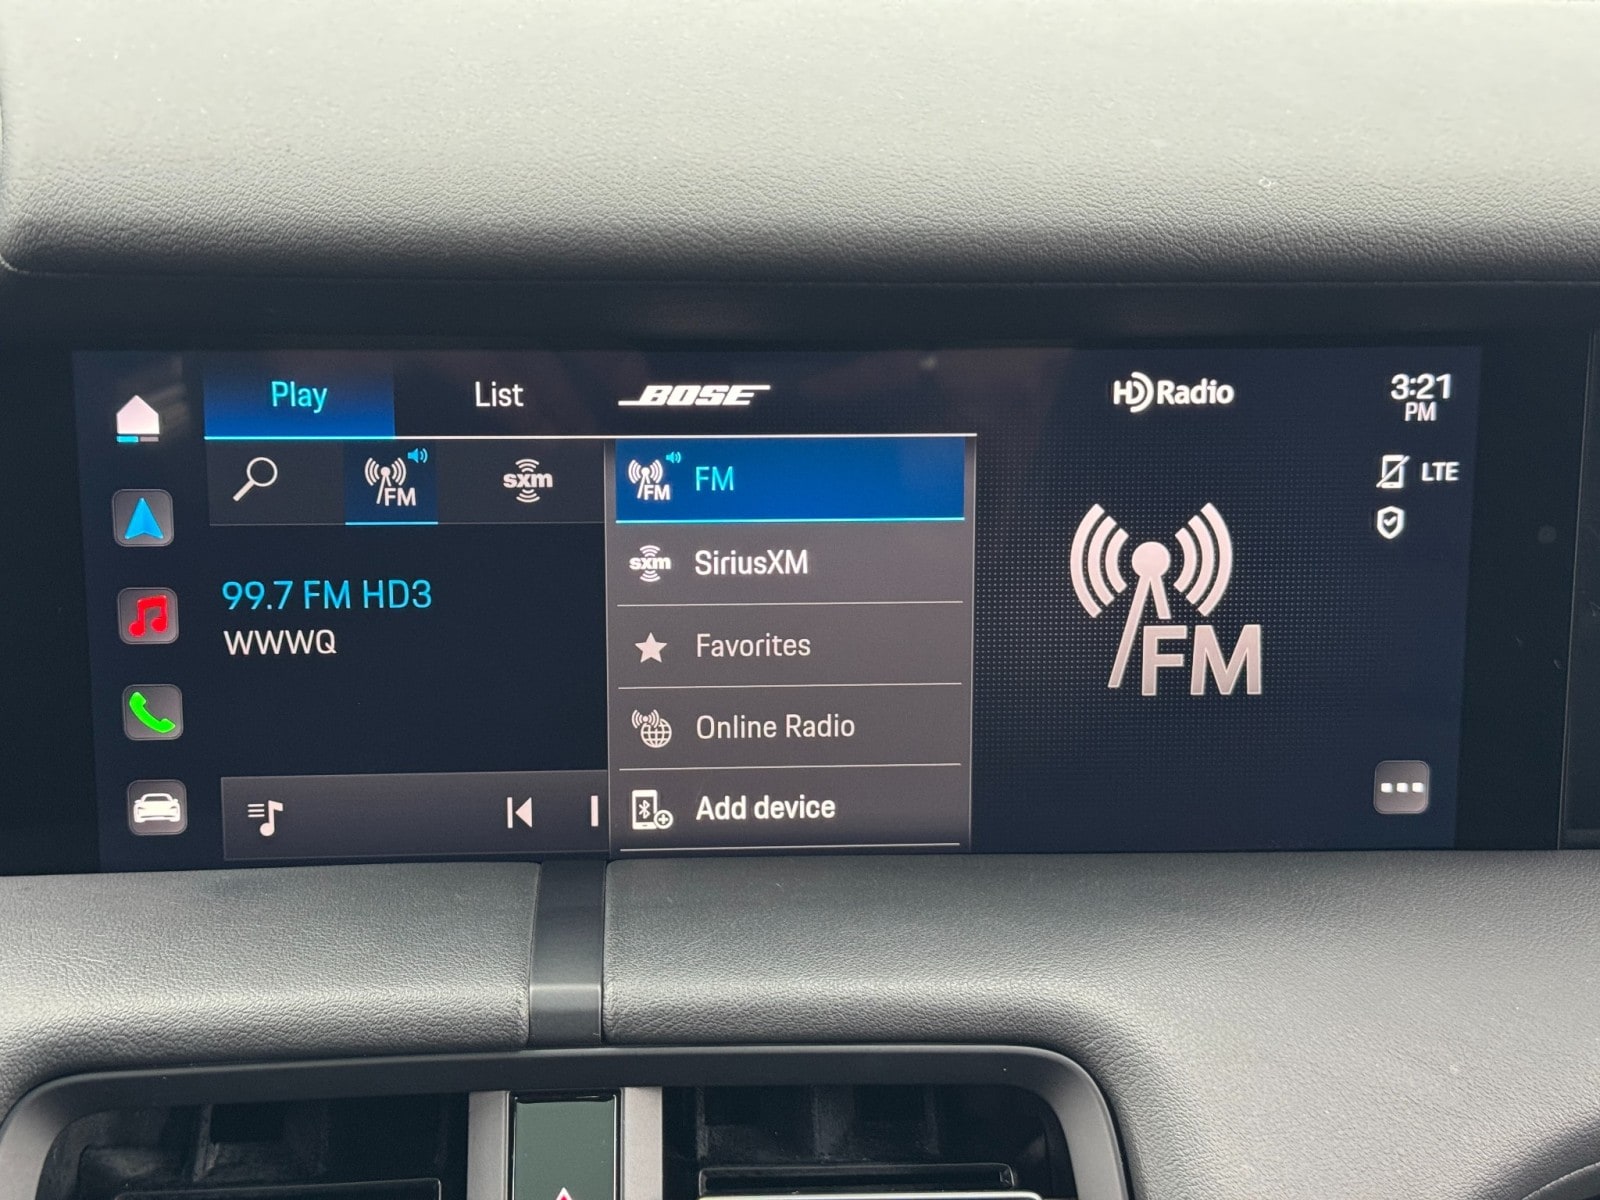 Play
List
BOSE
HD Radio
3:21
PM
FM
sxm
FM
FM
LTE
sxm
SiriusXM
99.7 FM HD3
WWWQ
Favorites
FM
Online Radio
Add device